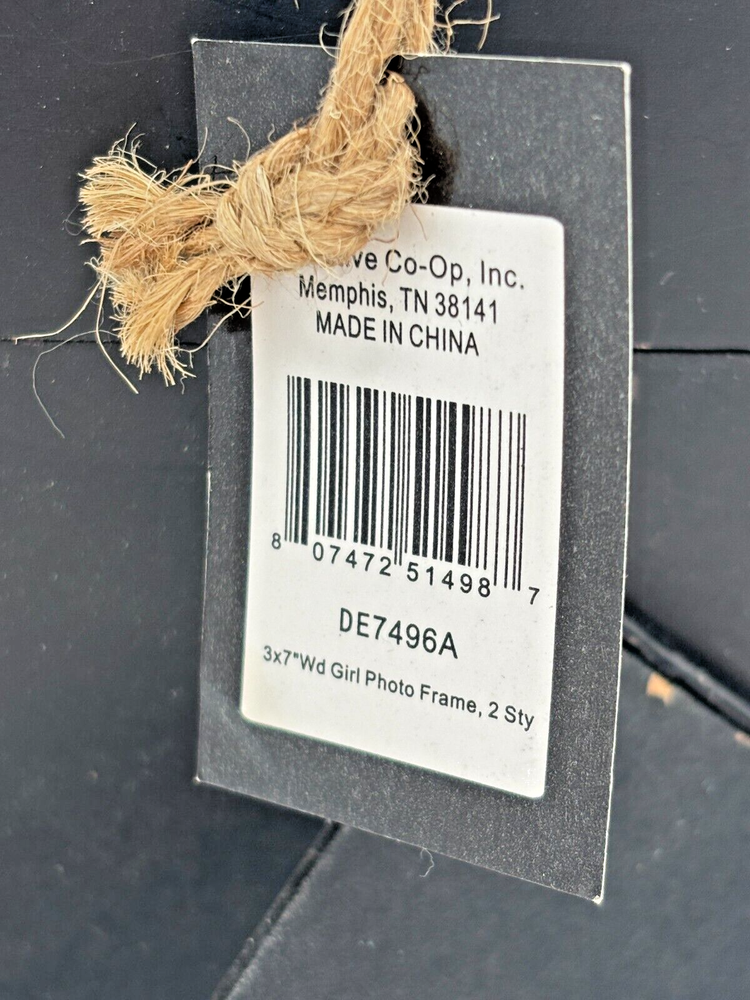 Co-Op, Inc.
Memphis, TN 38141
MADE IN CHINA
8 07472 51498 7
DE7496A
3x7"Wd Girl Photo Frame, 2 Sty